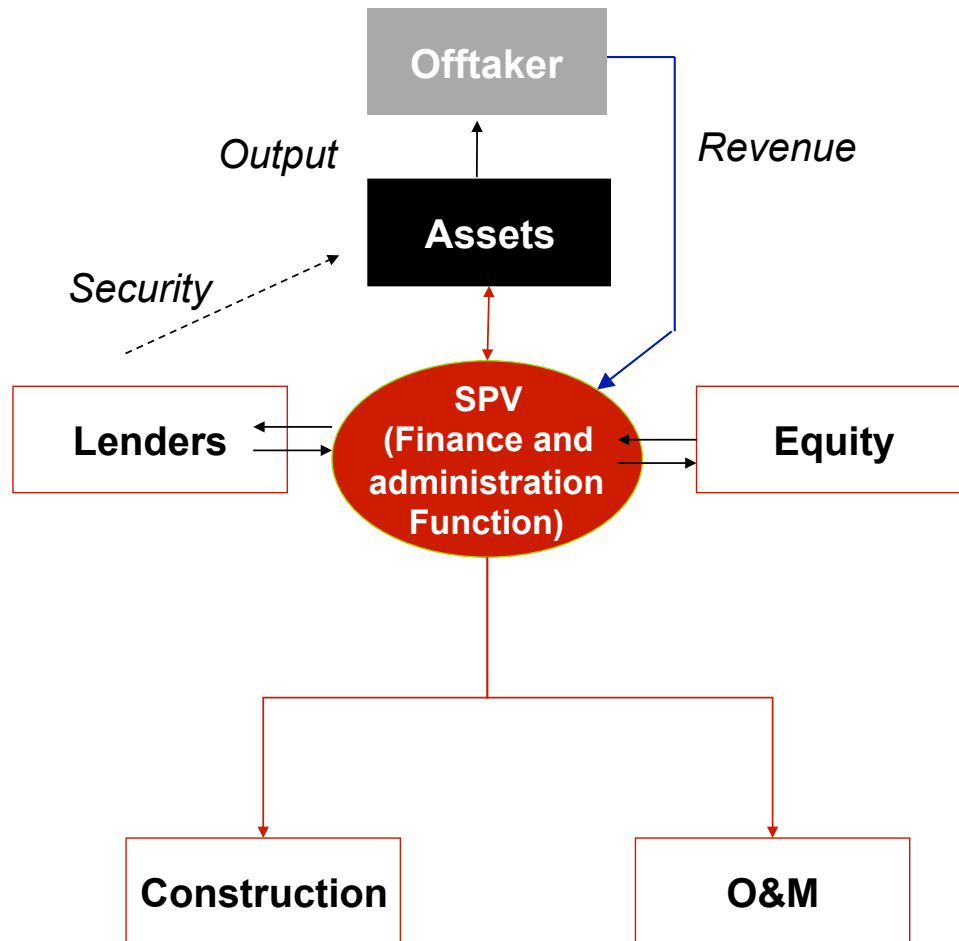 Offtaker
Output
Revenue
Assets
Security
SPV
(Finance and
administration
Function)
Lenders
Equity
Construction
O&M